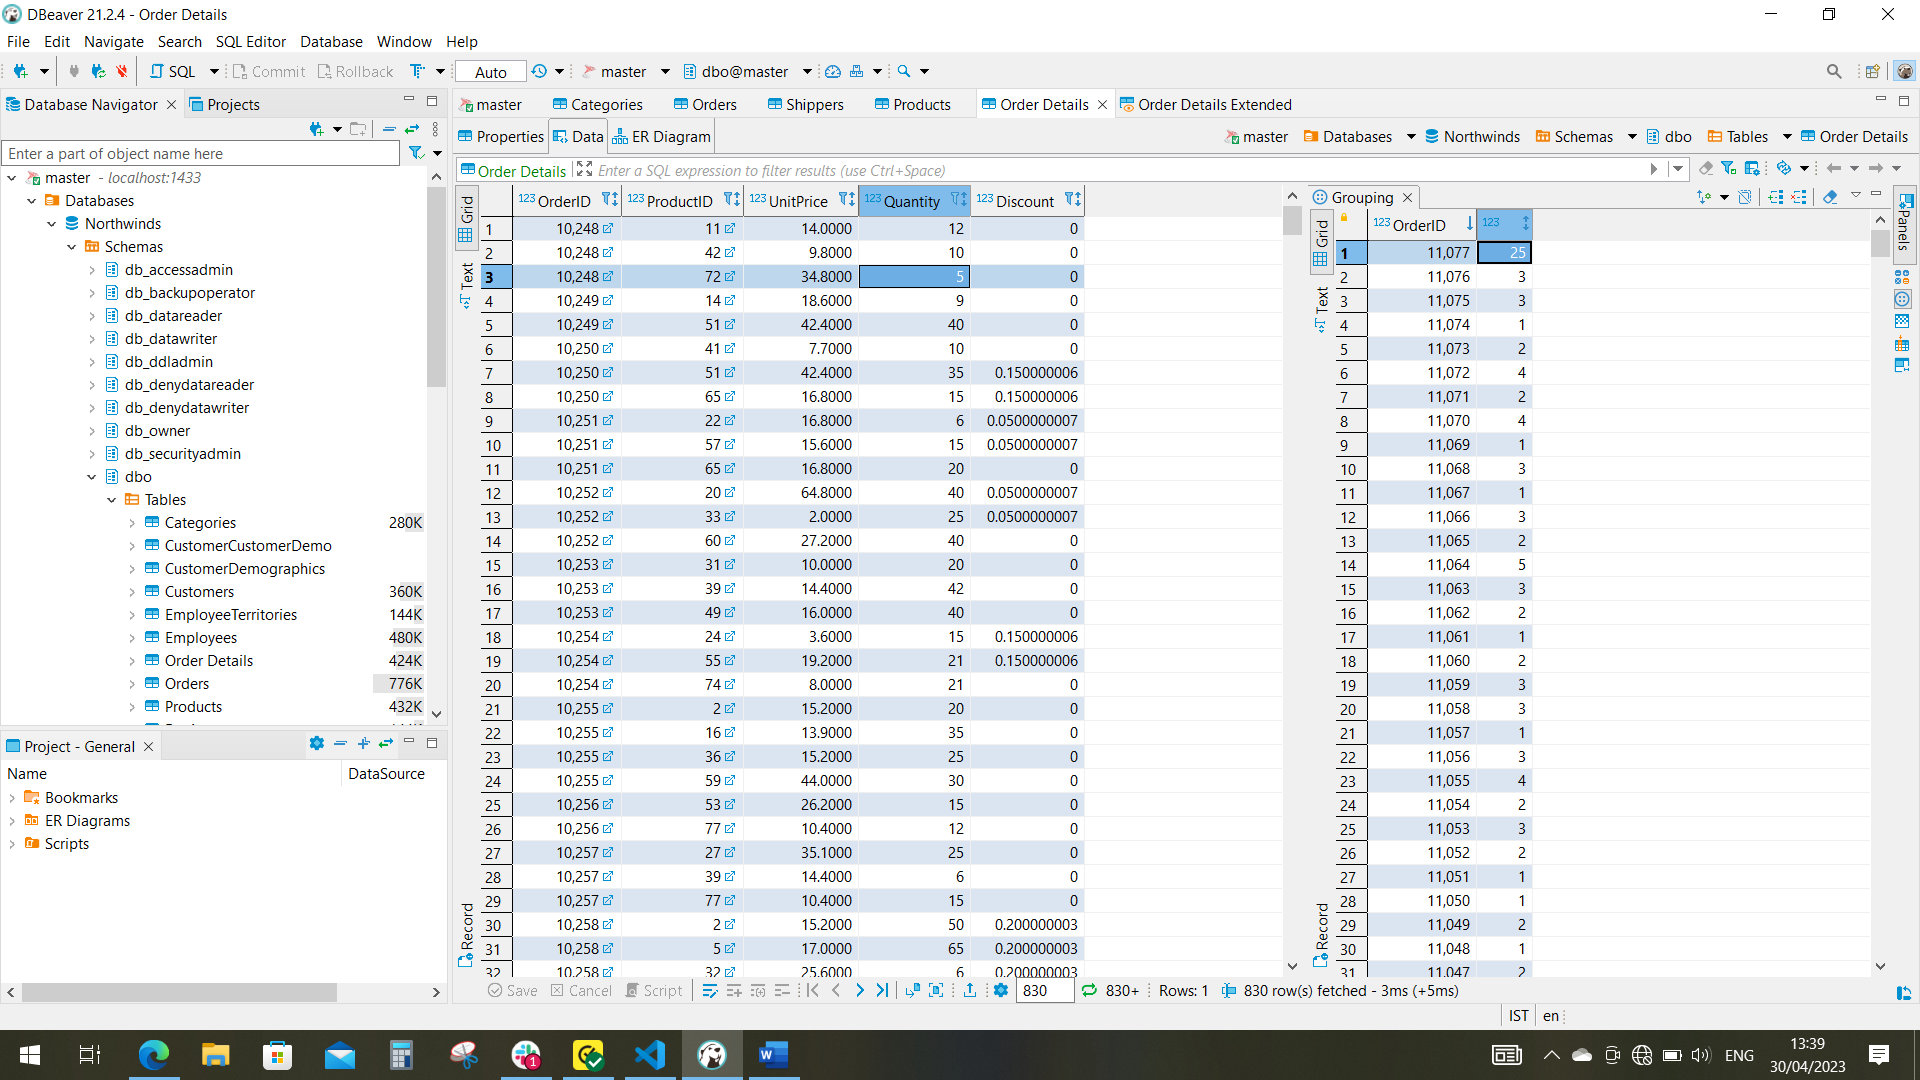 DBeaver 21.2.4 - Order Details
File Edit Navigate Search SQL Editor Database Window Help
SQL Commit Rollback Auto master dbo@master
Database Navigator Projects
master Categories Orders Shippers Products Order Details Order Details Extended
Properties Data ER Diagram master Databases Northwinds Schemas dbo Tables Order Details
Enter a part of object name here
Order Details Enter a SQL expression to filter results (use Ctrl+Space)
master - localhost:1433
Databases
Northwinds
Schemas
db_accessadmin
db_backupoperator
db_datareader
db_datawriter
db_ddladmin
db_denydatareader
db_denydatawriter
db_owner
db_securityadmin
dbo
Tables
Categories 280K
CustomerCustomerDemo
CustomerDemographics
Customers 360K
EmployeeTerritories 144K
Employees 480K
Order Details 424K
Orders 776K
Products 432K
Project - General
Name DataSource
Bookmarks
ER Diagrams
Scripts
Grid
Text
Record
123 OrderID 123 ProductID 123 UnitPrice 123 Quantity 123 Discount
1 10,248 11 14.0000 12 0
2 10,248 42 9.8000 10 0
3 10,248 72 34.8000 5 0
4 10,249 14 18.6000 9 0
5 10,249 51 42.4000 40 0
6 10,250 41 7.7000 10 0
7 10,250 51 42.4000 35 0.150000006
8 10,250 65 16.8000 15 0.150000006
9 10,251 22 16.8000 6 0.0500000007
10 10,251 57 15.6000 15 0.0500000007
11 10,251 65 16.8000 20 0
12 10,252 20 64.8000 40 0.0500000007
13 10,252 33 2.0000 25 0.0500000007
14 10,252 60 27.2000 40 0
15 10,253 31 10.0000 20 0
16 10,253 39 14.4000 42 0
17 10,253 49 16.0000 40 0
18 10,254 24 3.6000 15 0.150000006
19 10,254 55 19.2000 21 0.150000006
20 10,254 74 8.0000 21 0
21 10,255 2 15.2000 20 0
22 10,255 16 13.9000 35 0
23 10,255 36 15.2000 25 0
24 10,255 59 44.0000 30 0
25 10,256 53 26.2000 15 0
26 10,256 77 10.4000 12 0
27 10,257 27 35.1000 25 0
28 10,257 39 14.4000 6 0
29 10,257 77 10.4000 15 0
30 10,258 2 15.2000 50 0.200000003
31 10,258 5 17.0000 65 0.200000003
32 10,258 32 25.6000 6 0.200000003
Grouping
Panels
Grid
Text
Record
123 OrderID 123
1 11,077 25
2 11,076 3
3 11,075 3
4 11,074 1
5 11,073 2
6 11,072 4
7 11,071 2
8 11,070 4
9 11,069 1
10 11,068 3
11 11,067 1
12 11,066 3
13 11,065 2
14 11,064 5
15 11,063 3
16 11,062 2
17 11,061 1
18 11,060 2
19 11,059 3
20 11,058 3
21 11,057 1
22 11,056 3
23 11,055 4
24 11,054 2
25 11,053 3
26 11,052 2
27 11,051 1
28 11,050 1
29 11,049 2
30 11,048 1
31 11,047 2
Save Cancel Script 830 830+ Rows: 1 830 row(s) fetched - 3ms (+5ms)
IST en
1
W
ENG
13:39
30/04/2023